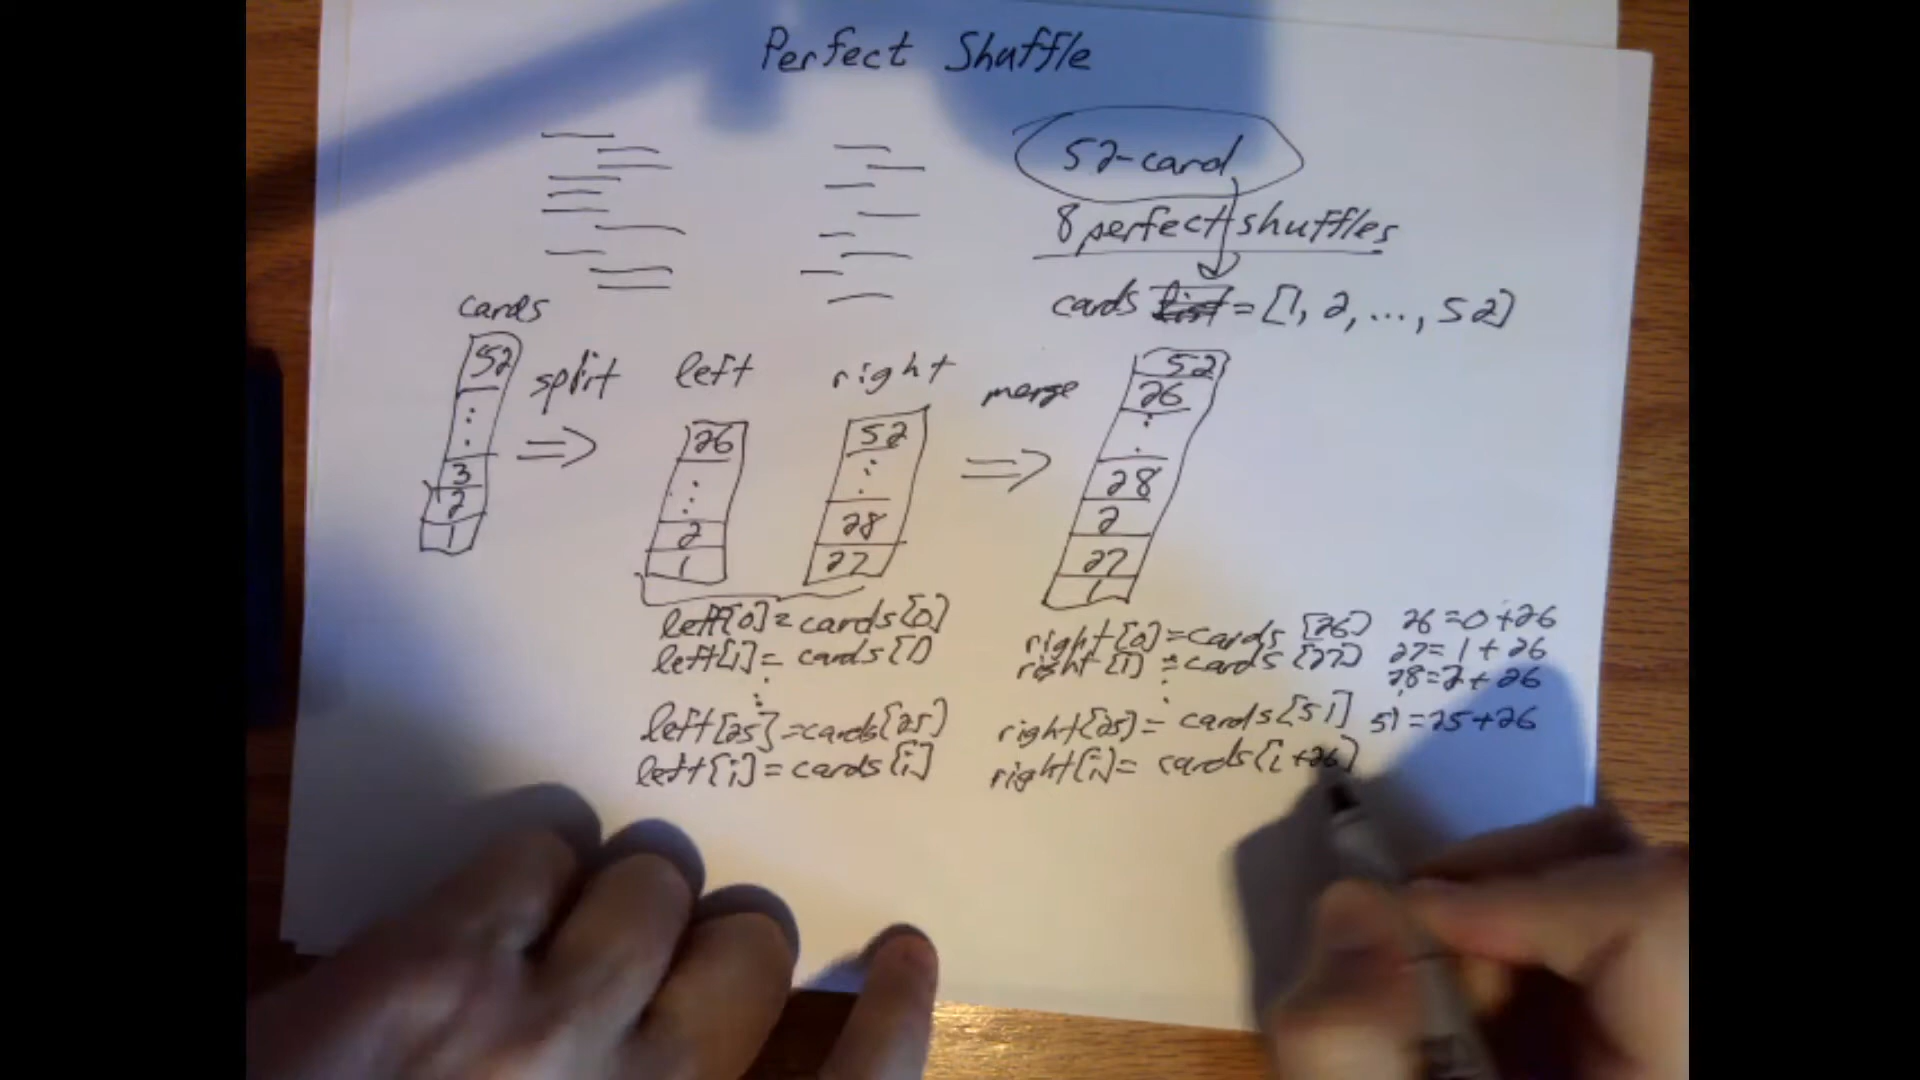 Perfect Shuffle
52-card
8 perfect shuffles
cards = [1, 2, ..., 52]
cards
52
:
3
2
1
split
⇒
left
26
:
2
1
right
52
:
28
27
merge
⇒
52
26
:
28
2
27
1
left[0] = cards[0]
left[1] = cards[1]
:
left[25] = cards[25]
left[i] = cards[i]
right[0] = cards [26]
right[1] = cards [27]
:
right[25] = cards[51]
right[i] = cards[i+26]
26 = 0 + 26
27 = 1 + 26
28 = 2 + 26
51 = 25 + 26